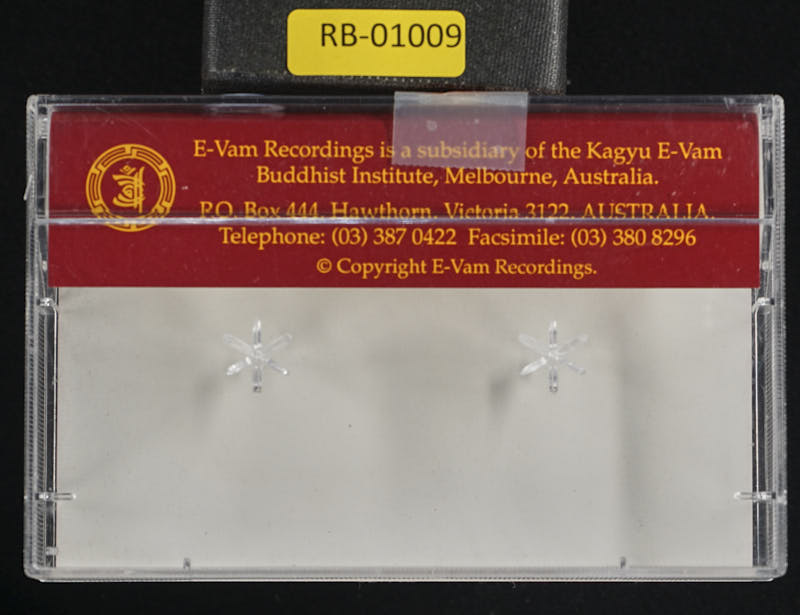 RB-01009
E-Vam Recordings is a subsidiary of the Kagyu E-Vam
Buddhist Institute, Melbourne, Australia.
P.O. Box 444, Hawthorn, Victoria 3122, AUSTRALIA.
Telephone: (03) 387 0422 Facsimile: (03) 380 8296
© Copyright E-Vam Recordings.